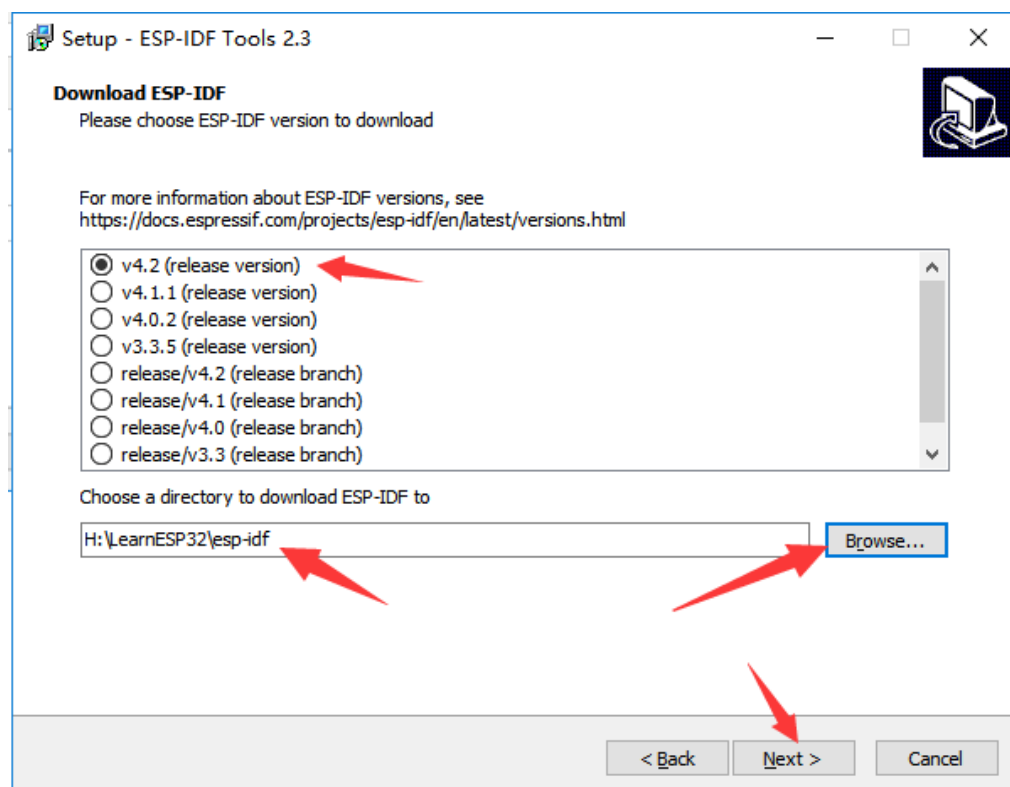 Setup - ESP-IDF Tools 2.3
Download ESP-IDF
Please choose ESP-IDF version to download
For more information about ESP-IDF versions, see
https://docs.espressif.com/projects/esp-idf/en/latest/versions.html
v4.2 (release version)
v4.1.1 (release version)
v4.0.2 (release version)
v3.3.5 (release version)
release/v4.2 (release branch)
release/v4.1 (release branch)
release/v4.0 (release branch)
release/v3.3 (release branch)
Choose a directory to download ESP-IDF to
H:\LearnESP32\esp-idf
Browse...
< Back
Next >
Cancel